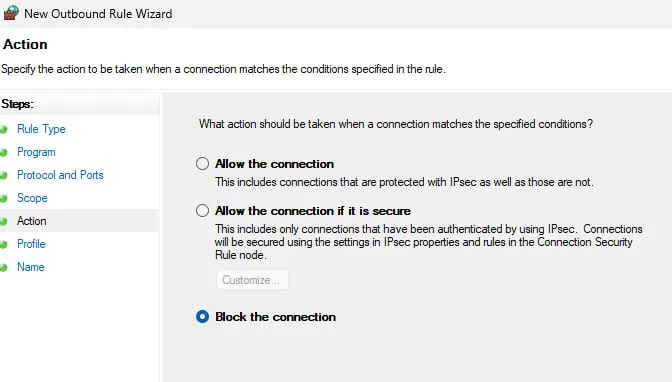 New Outbound Rule Wizard
Action
Specify the action to be taken when a connection matches the conditions specified in the rule.
Steps:
Rule Type
Program
Protocol and Ports
Scope
Action
Profile
Name
What action should be taken when a connection matches the specified conditions?
Allow the connection
This includes connections that are protected with IPsec as well as those are not.
Allow the connection if it is secure
This includes only connections that have been authenticated by using IPsec. Connections
will be secured using the settings in IPsec properties and rules in the Connection Security
Rule node.
Customize...
Block the connection